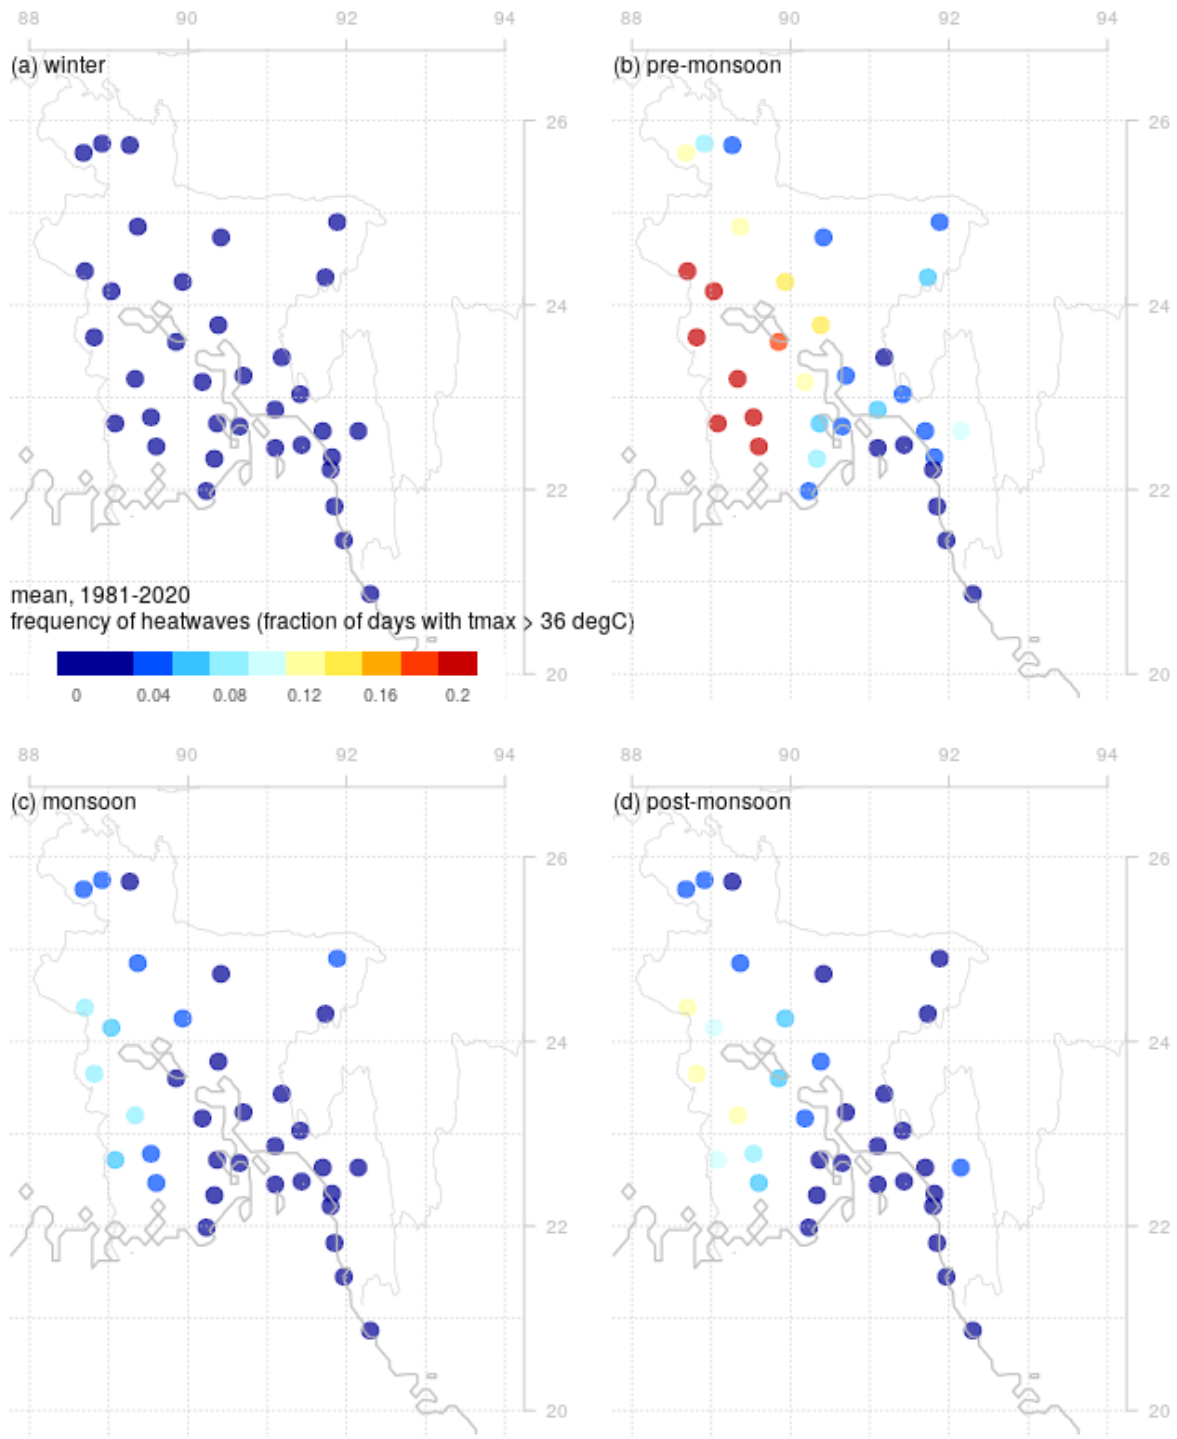 88 90 92 94 88 90 92 94
(a) winter (b) pre-monsoon
26 26
24 24
22 22
mean, 1981-2020
frequency of heatwaves (fraction of days with tmax > 36 degC)
20 20
0 0.04 0.08 0.12 0.16 0.2
88 90 92 94 88 90 92 94
(c) monsoon (d) post-monsoon
26 26
24 24
22 22
20 20